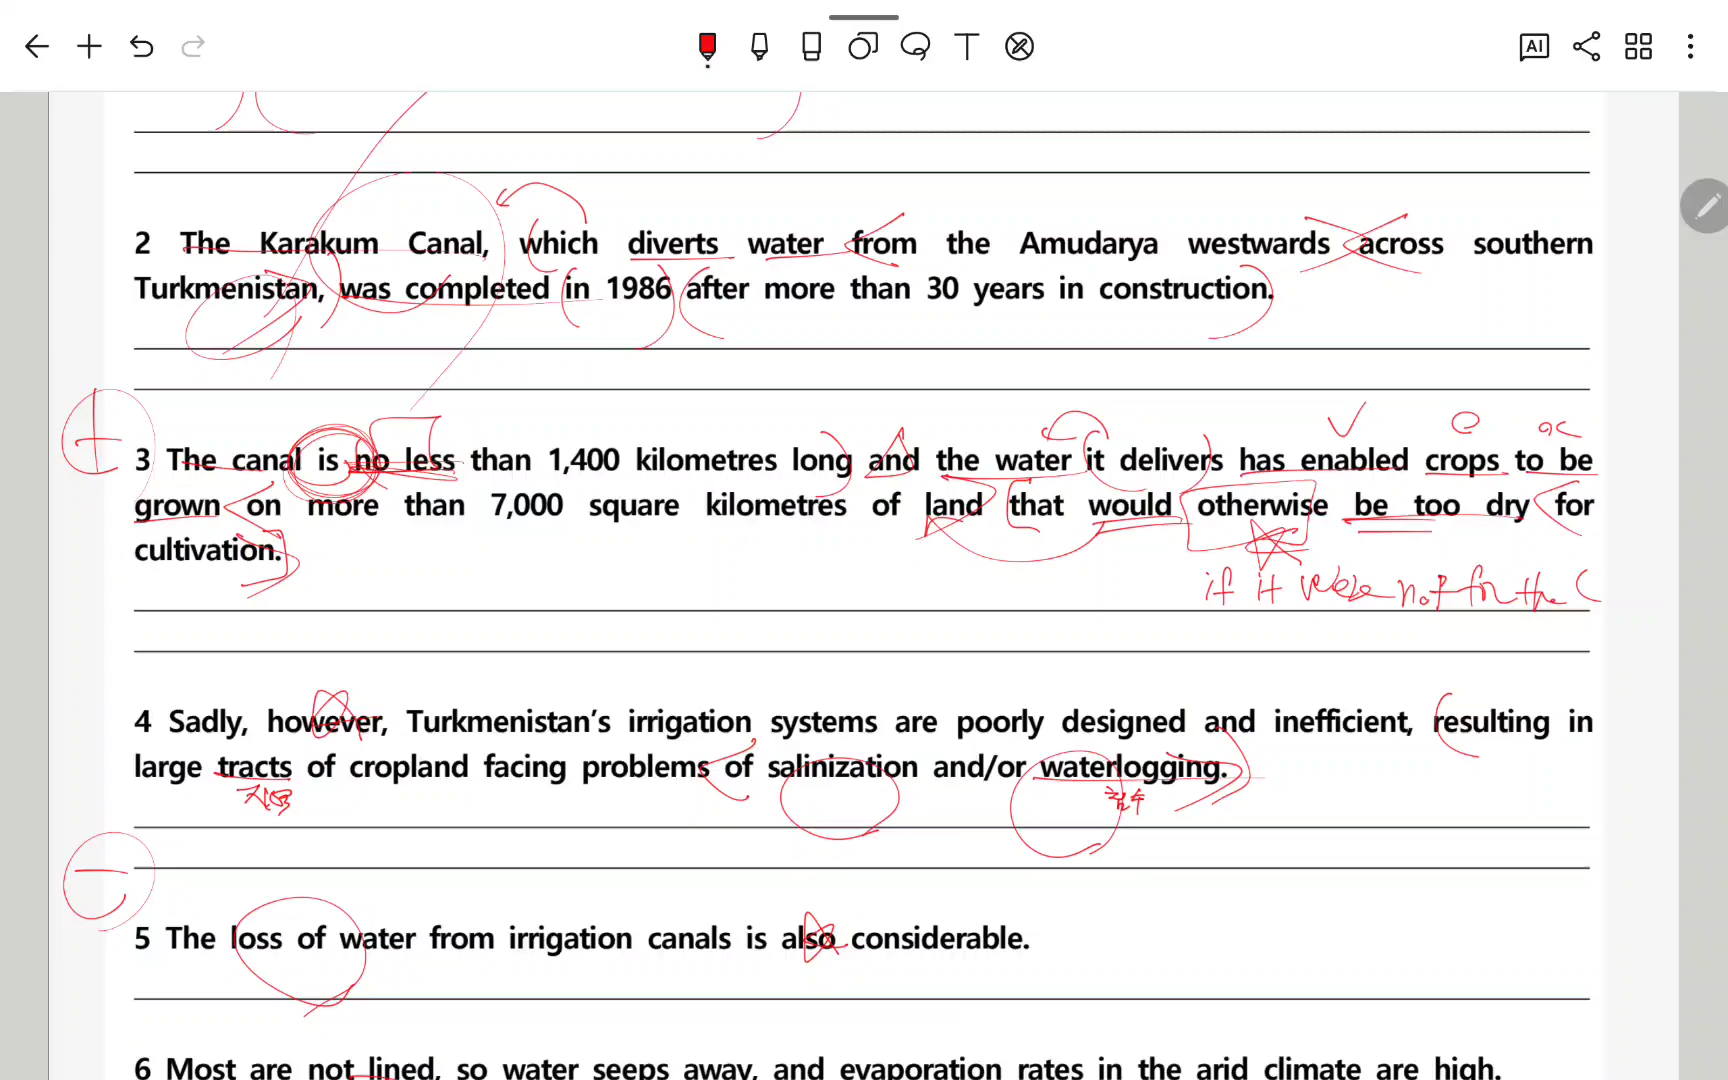 AI
2 The Karakum Canal, which diverts water from the Amudarya westwards across southern
Turkmenistan, was completed in 1986 after more than 30 years in construction.
V
3 The canal is no less than 1,400 kilometres long and the water it delivers has enabled crops to be
grown on more than 7,000 square kilometres of land that would otherwise be too dry for
cultivation.
if it were not for the
4 Sadly, however, Turkmenistan's irrigation systems are poorly designed and inefficient, resulting in
large tracts of cropland facing problems of salinization and/or waterlogging.
지역
침수
5 The loss of water from irrigation canals is also considerable.
6 Most are not lined, so water seeps away, and evaporation rates in the arid climate are high.